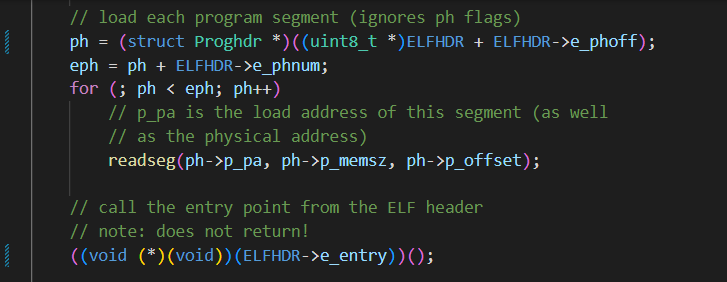 // load each program segment (ignores ph flags)
ph = (struct Proghdr *)((uint8_t *)ELFHDR + ELFHDR->e_phoff);
eph = ph + ELFHDR->e_phnum;
for (; ph < eph; ph++)
// p_pa is the load address of this segment (as well
// as the physical address)
readseg(ph->p_pa, ph->p_memsz, ph->p_offset);
// call the entry point from the ELF header
// note: does not return!
((void (*)(void))(ELFHDR->e_entry))();